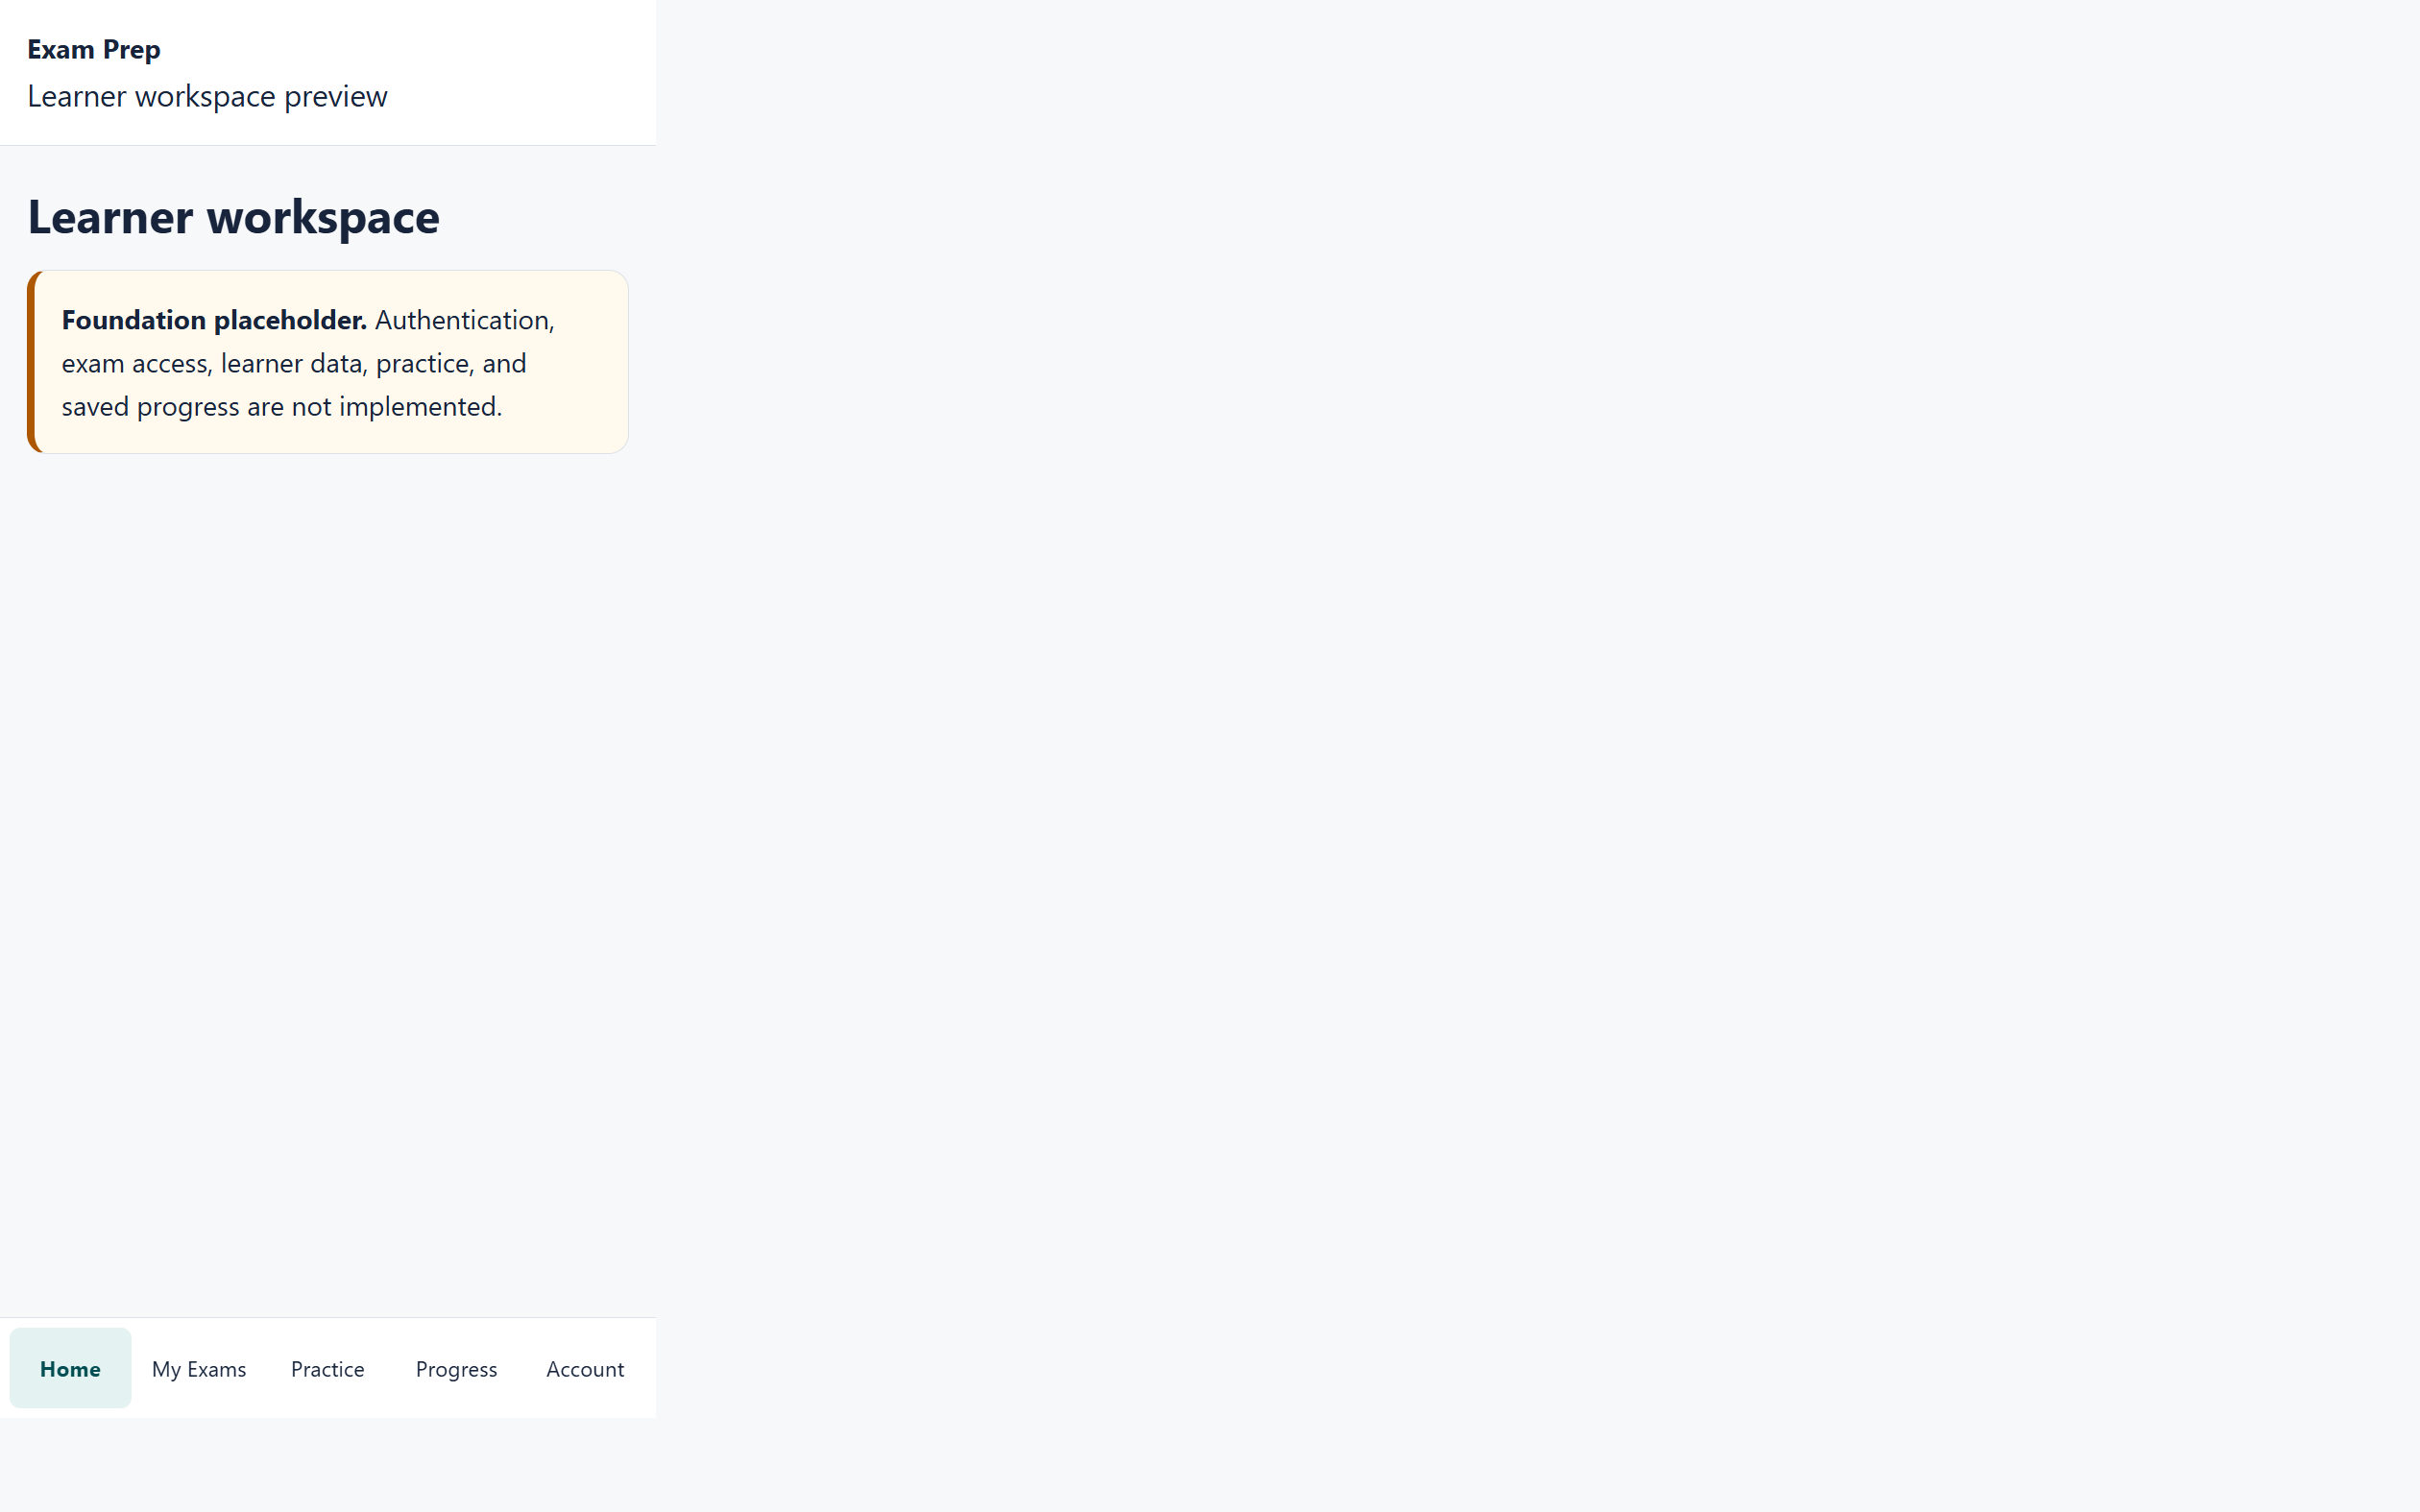 Exam Prep
Learner workspace preview
Learner workspace
Foundation placeholder. Authentication,
exam access, learner data, practice, and
saved progress are not implemented.
Home My Exams Practice Progress Account